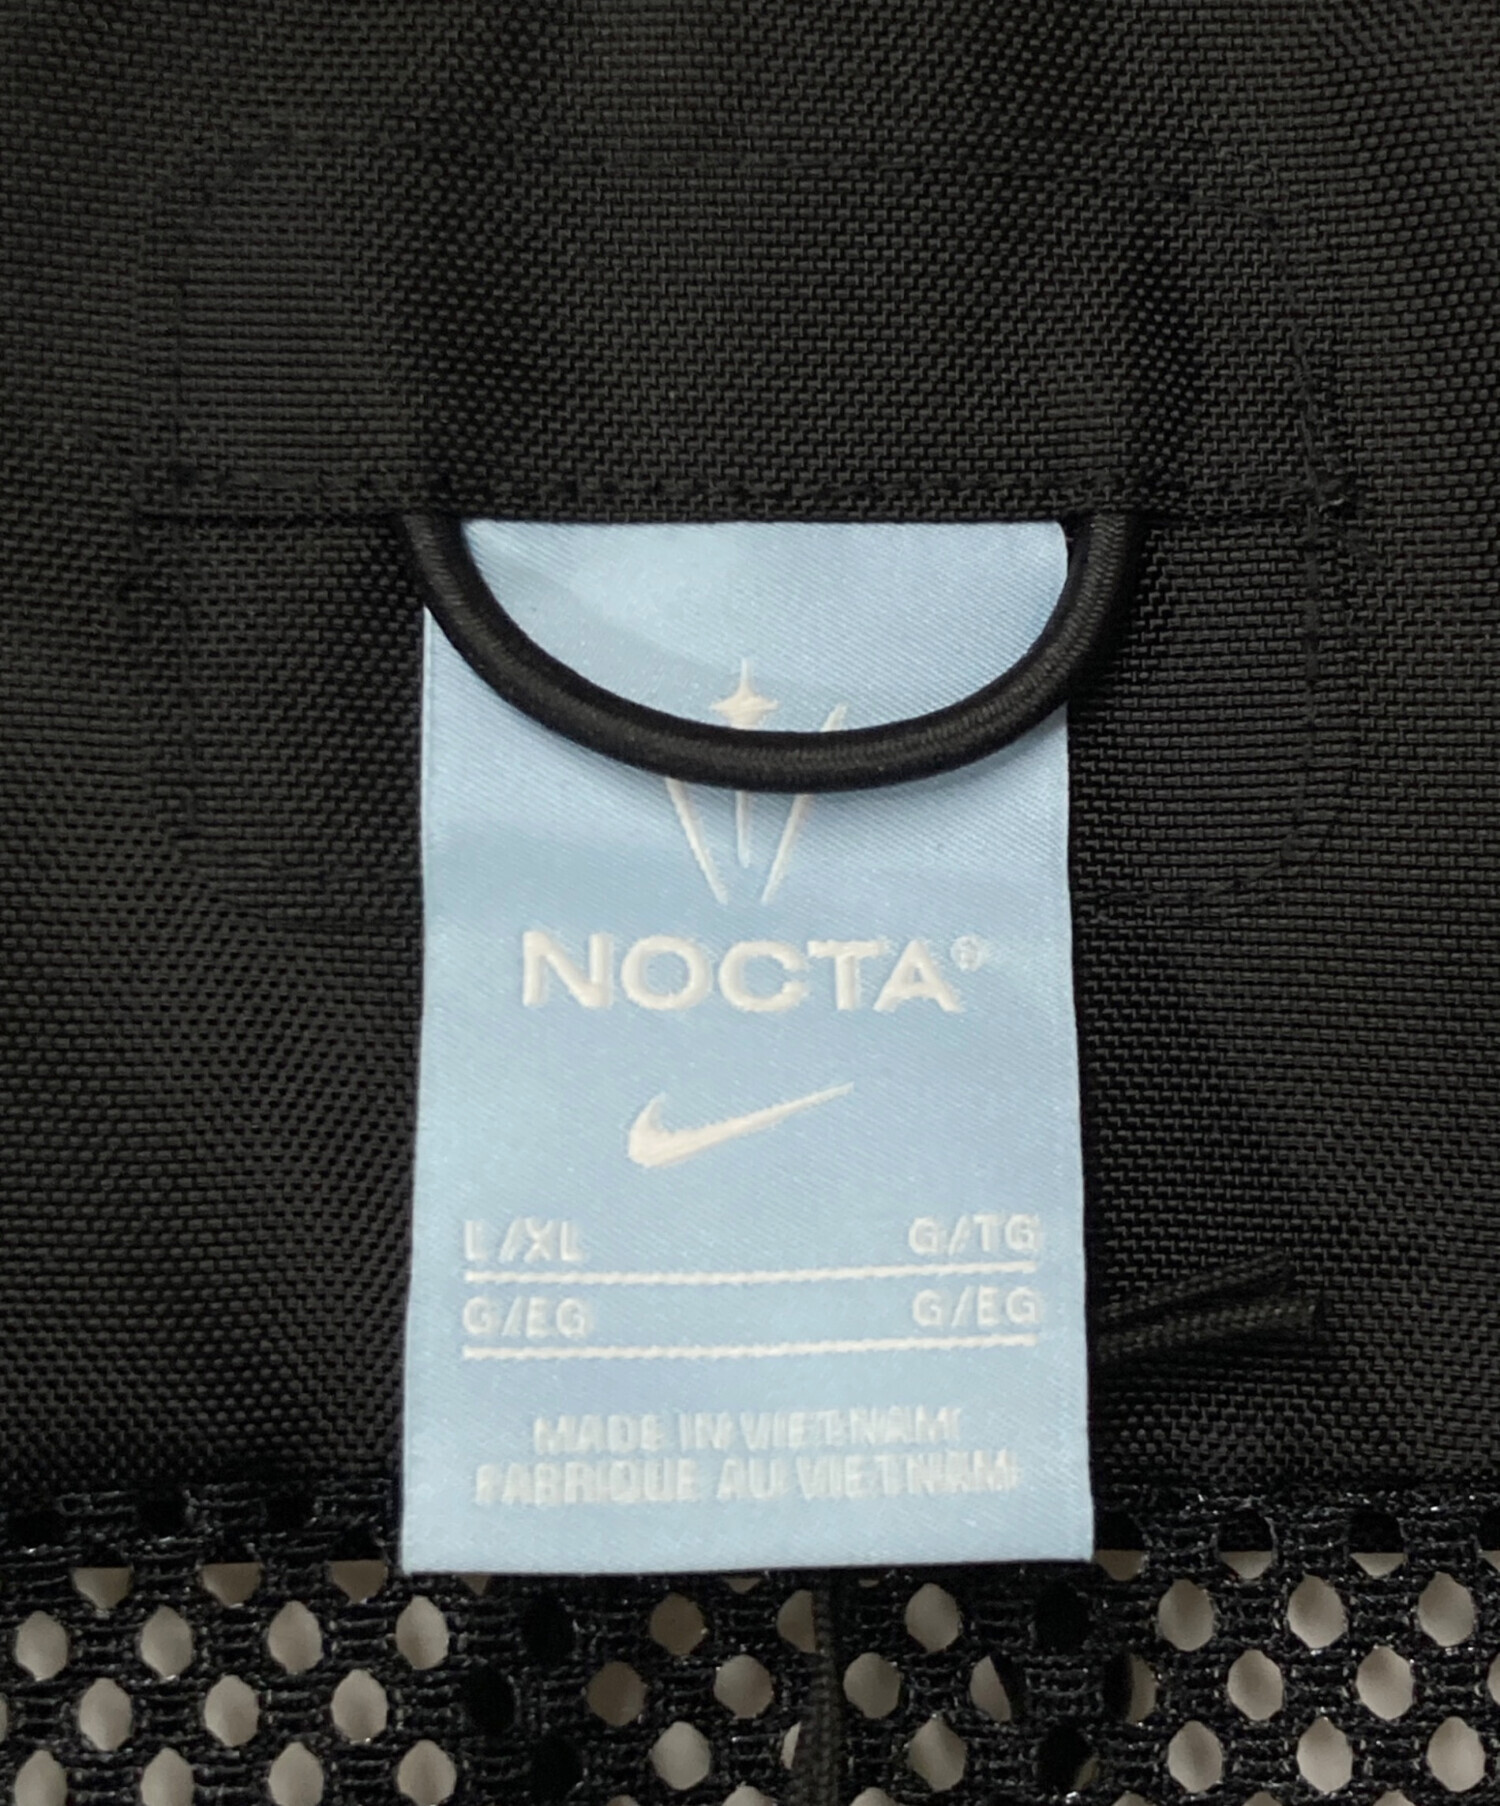 NOCTA®
L/XL G/TG
G/EG G/EG
MADE IN VIETNAM
FABRIQUE AU VIETNAM